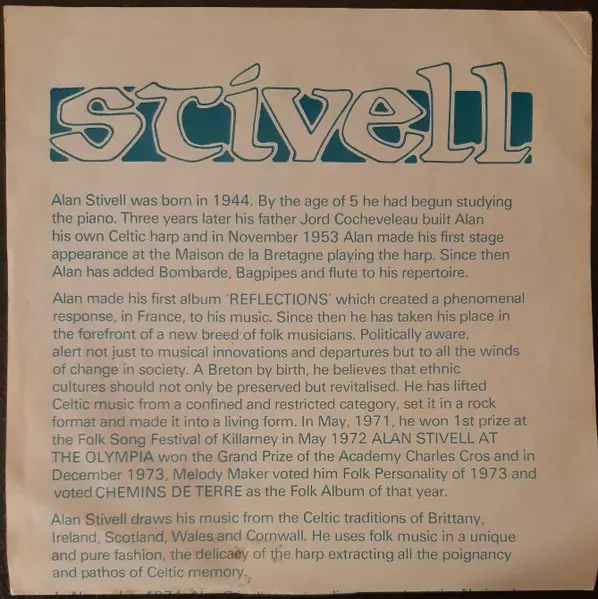 stivell
Alan Stivell was born in 1944. By the age of 5 he had begun studying
the piano. Three years later his father Jord Cocheveleau built Alan
his own Celtic harp and in November 1953 Alan made his first stage
appearance at the Maison de la Bretagne playing the harp. Since then
Alan has added Bombarde, Bagpipes and flute to his repertoire.
Alan made his first album 'REFLECTIONS' which created a phenomenal
response, in France, to his music. Since then he has taken his place in
the forefront of a new breed of folk musicians. Politically aware,
alert not just to musical innovations and departures but to all the winds
of change in society. A Breton by birth, he believes that ethnic
cultures should not only be preserved but revitalised. He has lifted
Celtic music from a confined and restricted category, set it in a rock
format and made it into a living form. In May, 1971, he won 1st prize at
the Folk Song Festival of Killarney in May 1972 ALAN STIVELL AT
THE OLYMPIA won the Grand Prize of the Academy Charles Cros and in
December 1973, Melody Maker voted him Folk Personality of 1973 and
voted CHEMINS DE TERRE as the Folk Album of that year.
Alan Stivell draws his music from the Celtic traditions of Brittany,
Ireland, Scotland, Wales and Cornwall. He uses folk music in a unique
and pure fashion, the delicacy of the harp extracting all the poignancy
and pathos of Celtic memory.